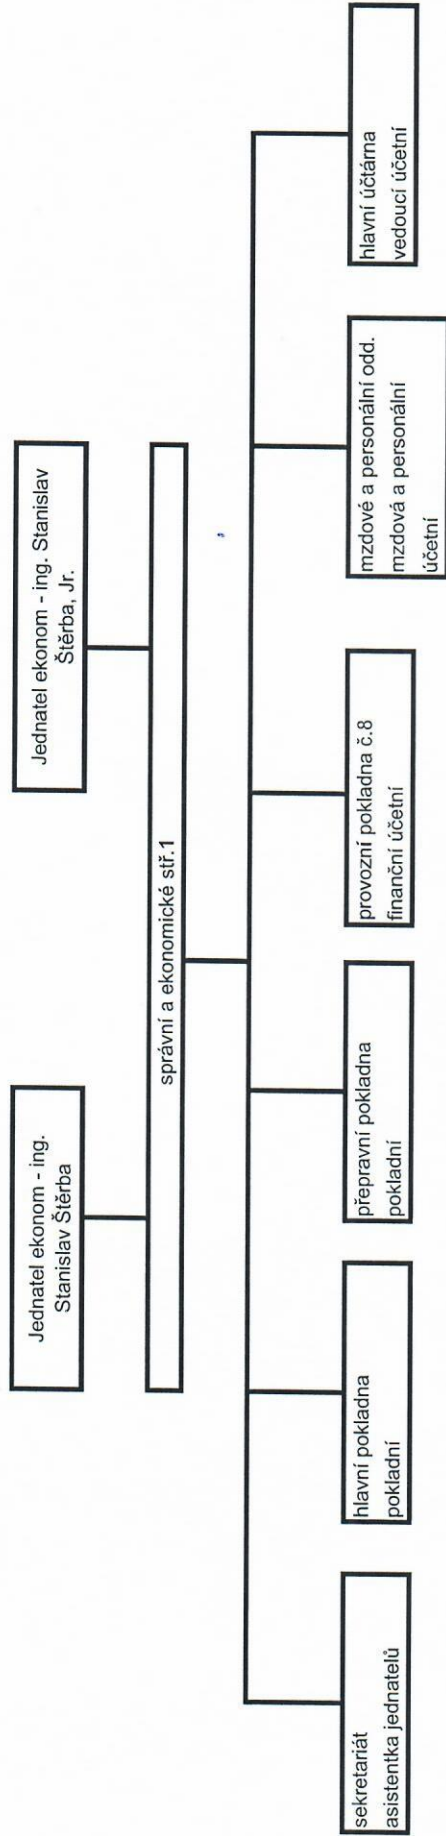 Jednatel ekonom - ing.
Stanislav Štěrba
Jednatel ekonom - ing. Stanislav
Štěrba, Jr.
správní a ekonomické stř.1
sekretariát
asistentka jednatelů
hlavní pokladna
pokladní
přepravní pokladna
pokladní
provozní pokladna č.8
finanční účetní
mzdové a personální odd.
mzdová a personální
účetní
hlavní účtárna
vedoucí účetní